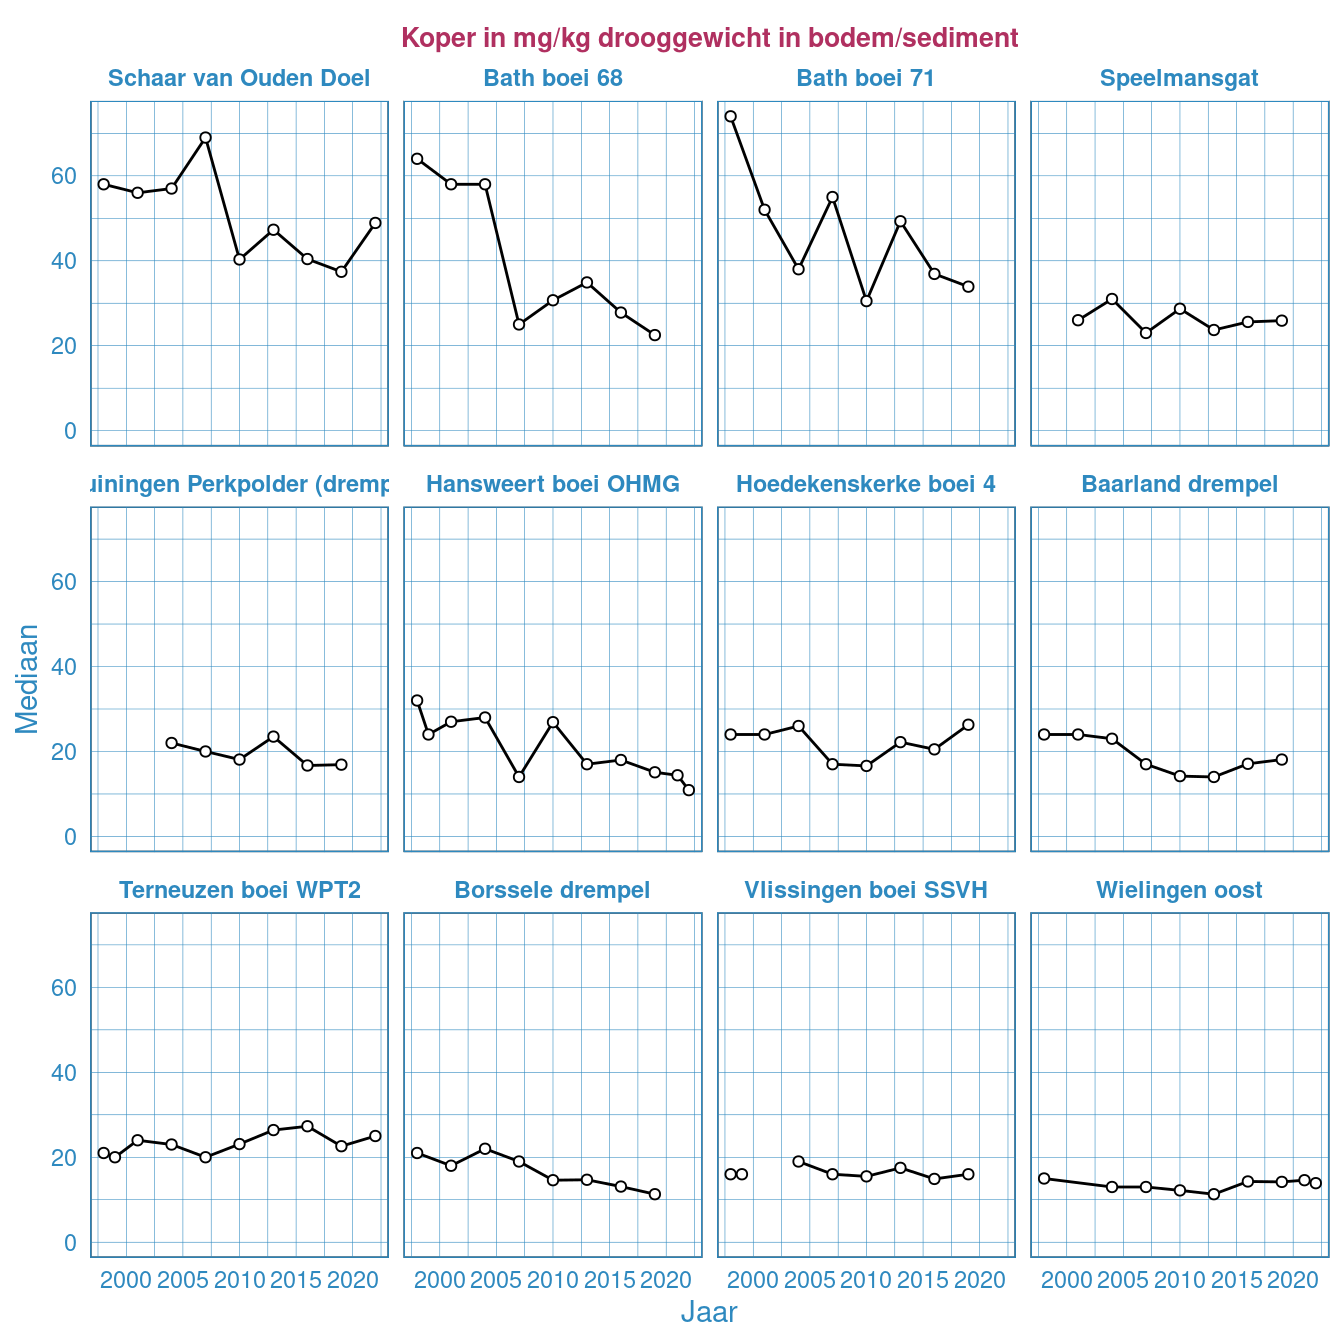 Koper in mg/kg drooggewicht in bodem/sediment
Schaar van Ouden Doel Bath boei 68 Bath boei 71 Speelmansgat
60
40
20
0
uiningen Perkpolder (dremp Hansweert boei OHMG Hoedekenskerke boei 4 Baarland drempel
60
40
20
0
Mediaan
Terneuzen boei WPT2 Borssele drempel Vlissingen boei SSVH Wielingen oost
60
40
20
0
2000 2005 2010 2015 2020 2000 2005 2010 2015 2020 2000 2005 2010 2015 2020 2000 2005 2010 2015 2020
Jaar